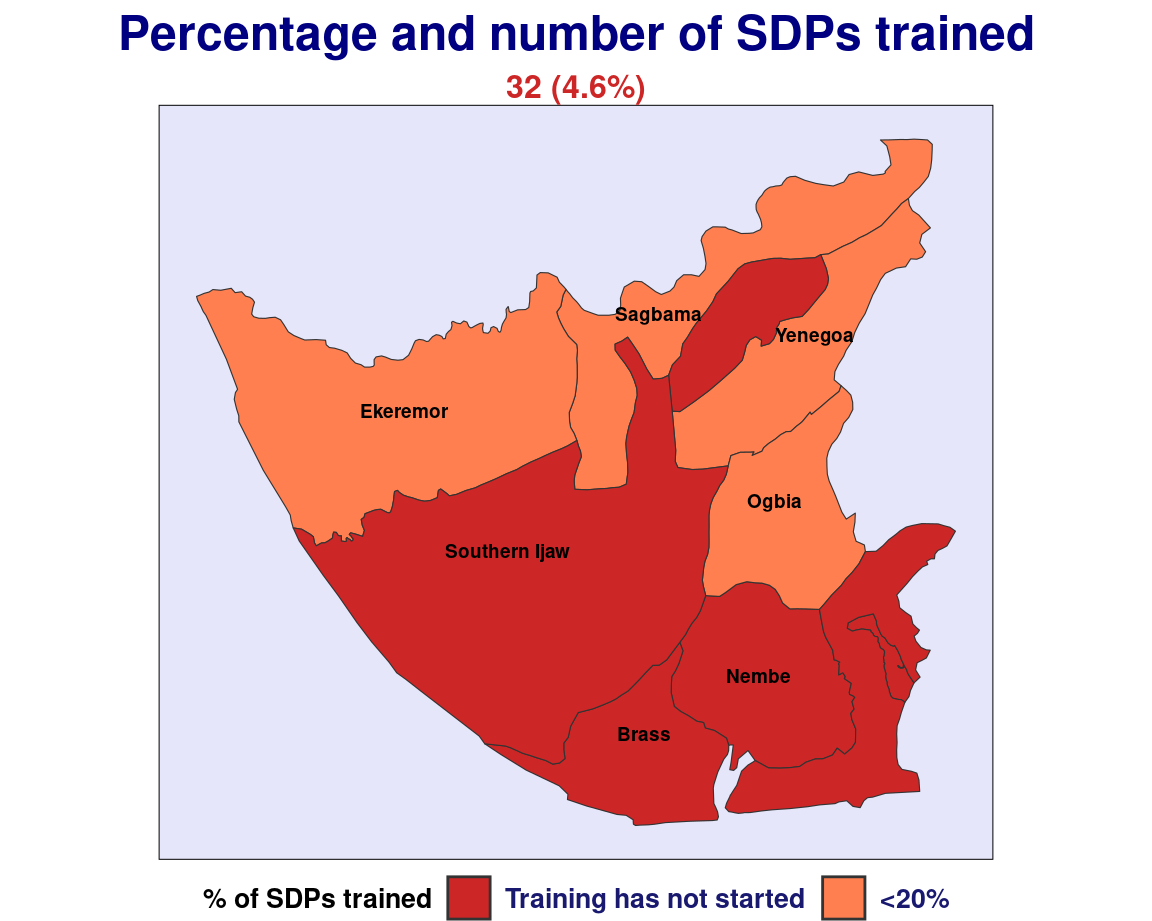 Percentage and number of SDPs trained
32 (4.6%)
Sagbama
Yenegoa
Ekeremor
Ogbia
Southern Ijaw
Nembe
Brass
% of SDPs trained Training has not started <20%